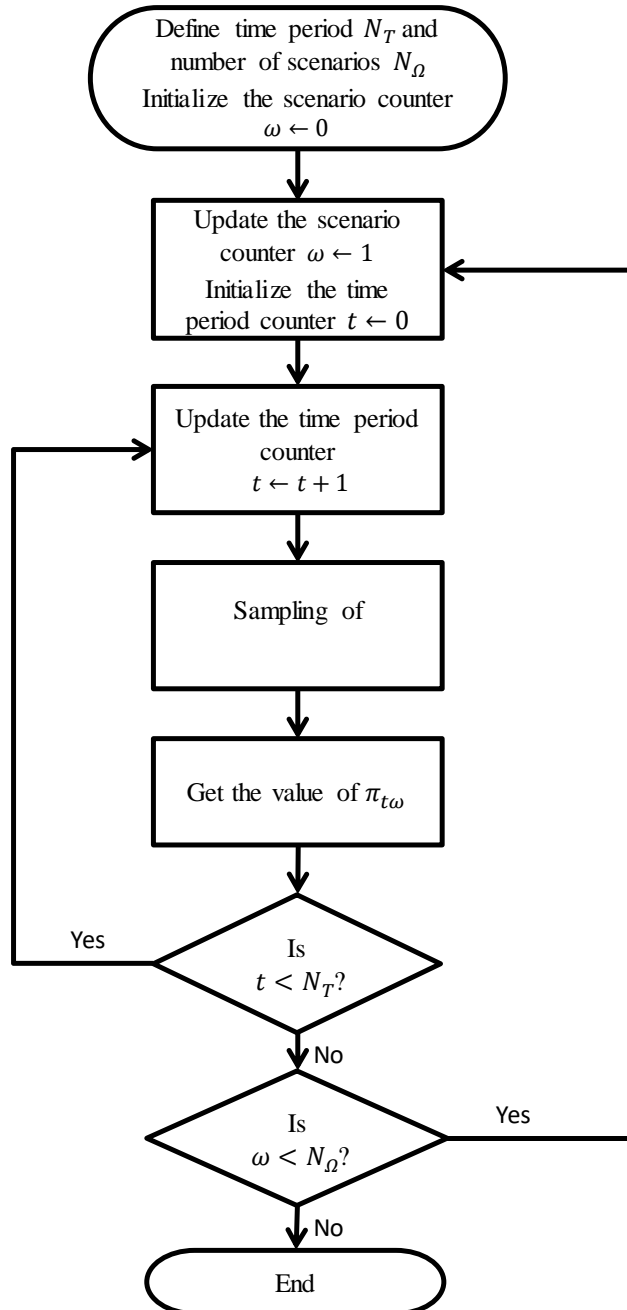 Define time period N_T and
number of scenarios N_Ω
Initialize the scenario counter
ω ← 0
Update the scenario
counter ω ← 1
Initialize the time
period counter t ← 0
Update the time period
counter
t ← t + 1
Sampling of
Get the value of π_tω
Yes
Is
t < N_T?
No
Is
ω < N_Ω?
Yes
No
End